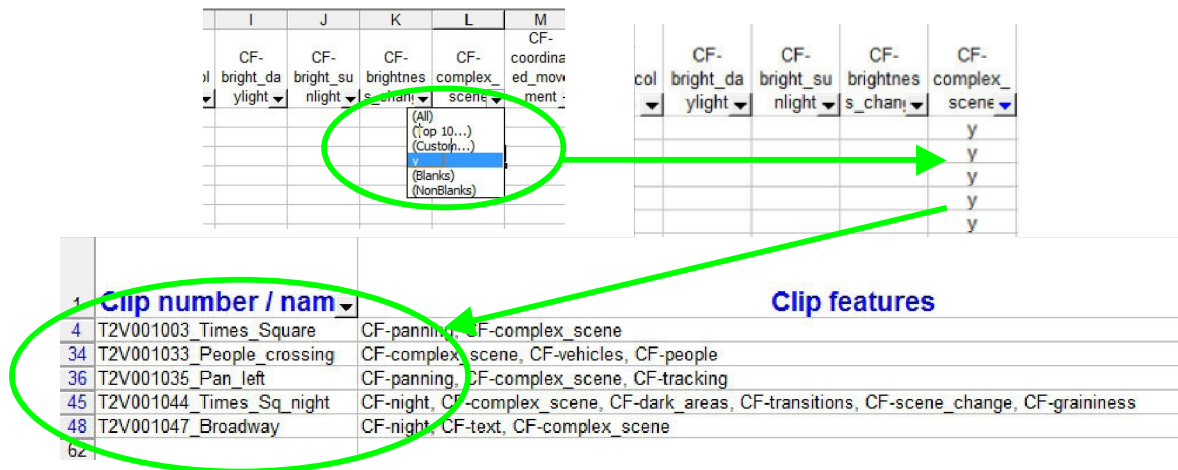 I J K L M
CF-
CF- CF- CF- CF- coordina
ol bright_da bright_su brightnes complex_ ed_move
ylight nlight s_chang scene ment
(All)
(Top 10...)
(Custom...)
y
(Blanks)
(NonBlanks)
CF- CF- CF- CF-
col bright_da bright_su brightnes complex_
ylight nlight s_chang scene
y
y
y
y
y
1 Clip number / nam Clip features
4 T2V001003_Times_Square CF-panning, CF-complex_scene
34 T2V001033_People_crossing CF-complex_scene, CF-vehicles, CF-people
36 T2V001035_Pan_left CF-panning, CF-complex_scene, CF-tracking
45 T2V001044_Times_Sq_night CF-night, CF-complex_scene, CF-dark_areas, CF-transitions, CF-scene_change, CF-graininess
48 T2V001047_Broadway CF-night, CF-text, CF-complex_scene
62